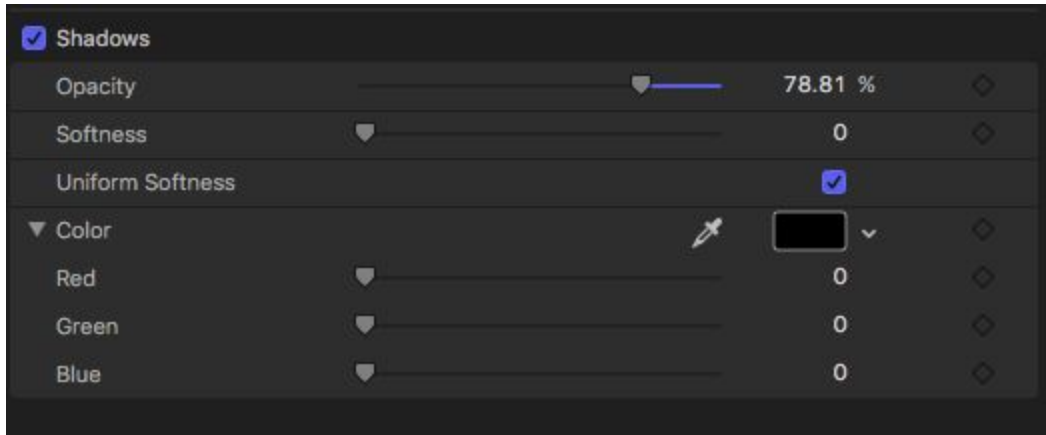 Shadows
Opacity 78.81 %
Softness 0
Uniform Softness
Color
Red 0
Green 0
Blue 0